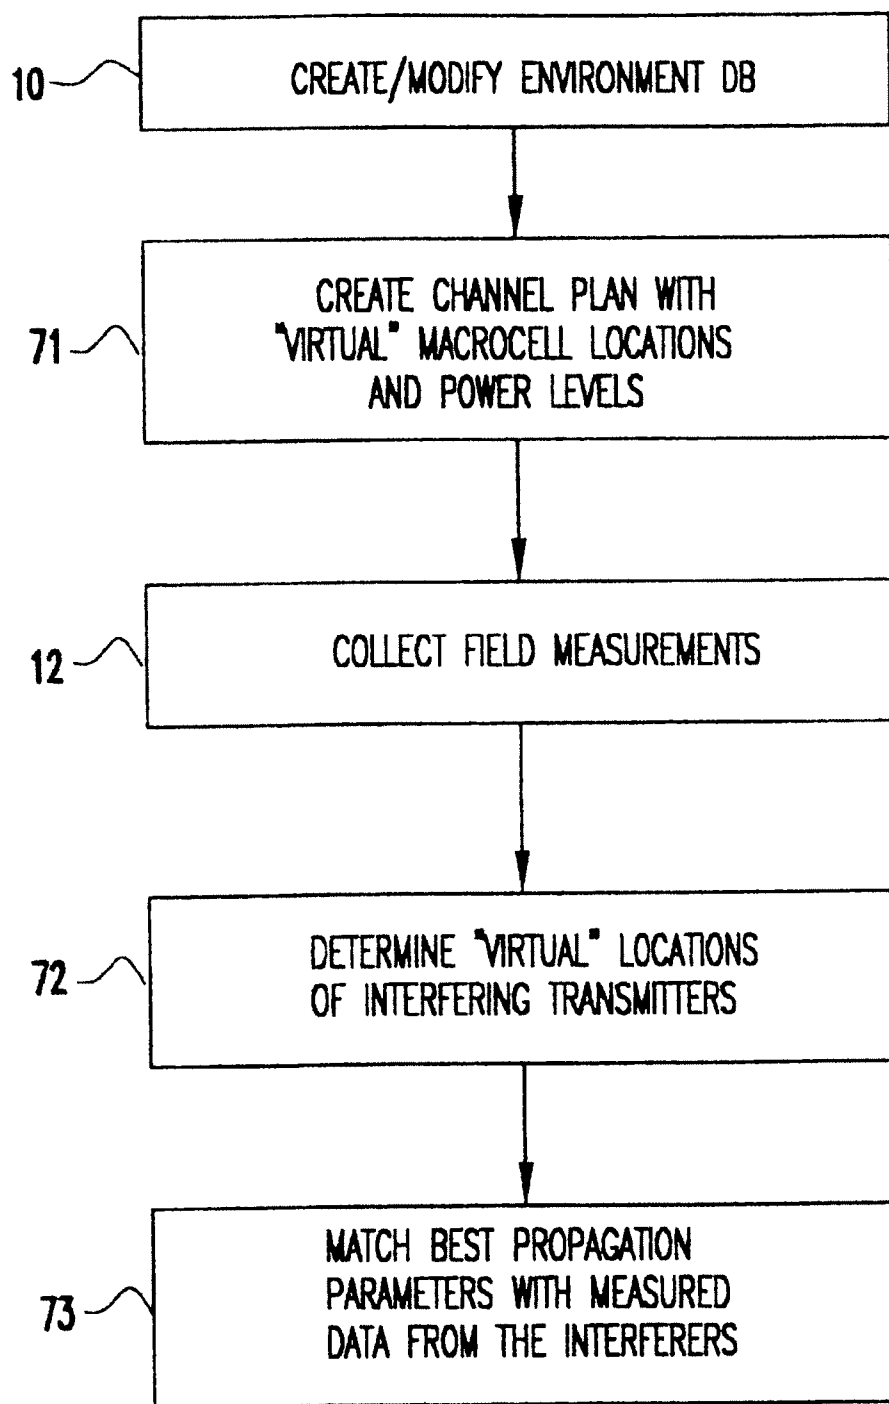 10
CREATE/MODIFY ENVIRONMENT DB
71
CREATE CHANNEL PLAN WITH
"VIRTUAL" MACROCELL LOCATIONS
AND POWER LEVELS
12
COLLECT FIELD MEASUREMENTS
72
DETERMINE "VIRTUAL" LOCATIONS
OF INTERFERING TRANSMITTERS
73
MATCH BEST PROPAGATION
PARAMETERS WITH MEASURED
DATA FROM THE INTERFERERS